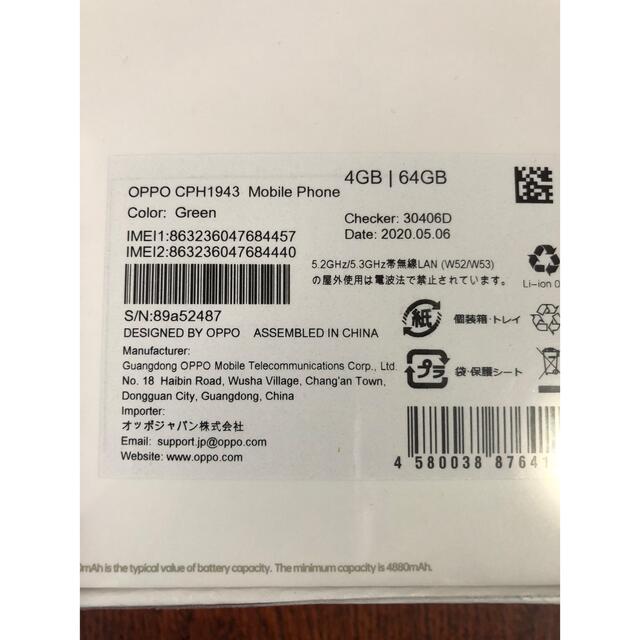 OPPO CPH1943 Mobile Phone
4GB | 64GB
Color: Green
Checker: 30406D
IMEI1:863236047684457
Date: 2020.05.06
IMEI2:863236047684440
5.2GHz/5.3GHz帯無線LAN (W52/W53)
の屋外使用は電波法で禁止されています。
Li-ion
S/N:89a52487
紙 個装箱・トレイ
DESIGNED BY OPPO ASSEMBLED IN CHINA
Manufacturer:
Guangdong OPPO Mobile Telecommunications Corp., Ltd.
No. 18 Haibin Road, Wusha Village, Chang'an Town,
Dongguan City, Guangdong, China
プラ 袋・保護シート
Importer:
オッポジャパン株式会社
Email: support.jp@oppo.com
Website: www.oppo.com
4 580038 87641
mAh is the typical value of battery capacity. The minimum capacity is 4880mAh.